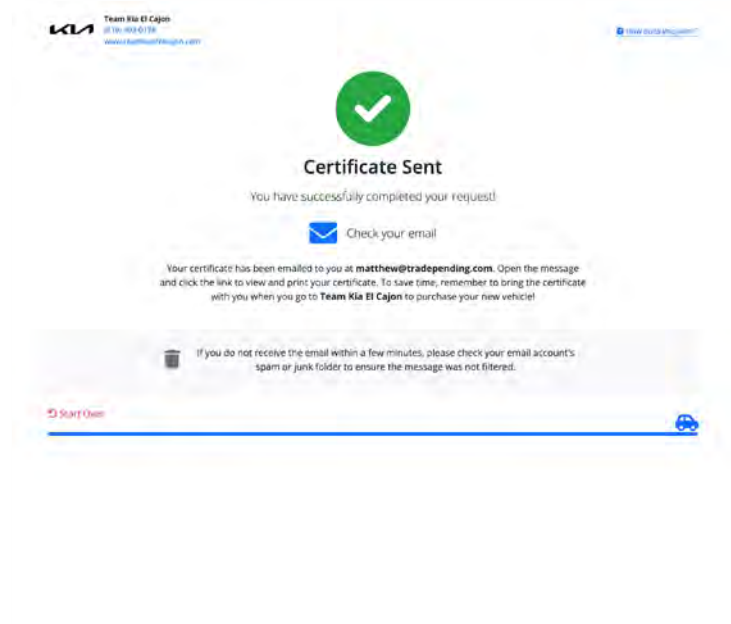 KIA
Team Kia El Cajon
Certificate Sent
You have successfully completed your request!
Check your email
Your certificate has been emailed to you at matthew@tradepending.com. Open the message
and click the link to view and print your certificate. To save time, remember to bring the certificate
with you when you go to Team Kia El Cajon to purchase your new vehicle!
If you do not receive the email within a few minutes, please check your email account's
spam or junk folder to ensure the message was not filtered.
Start Over